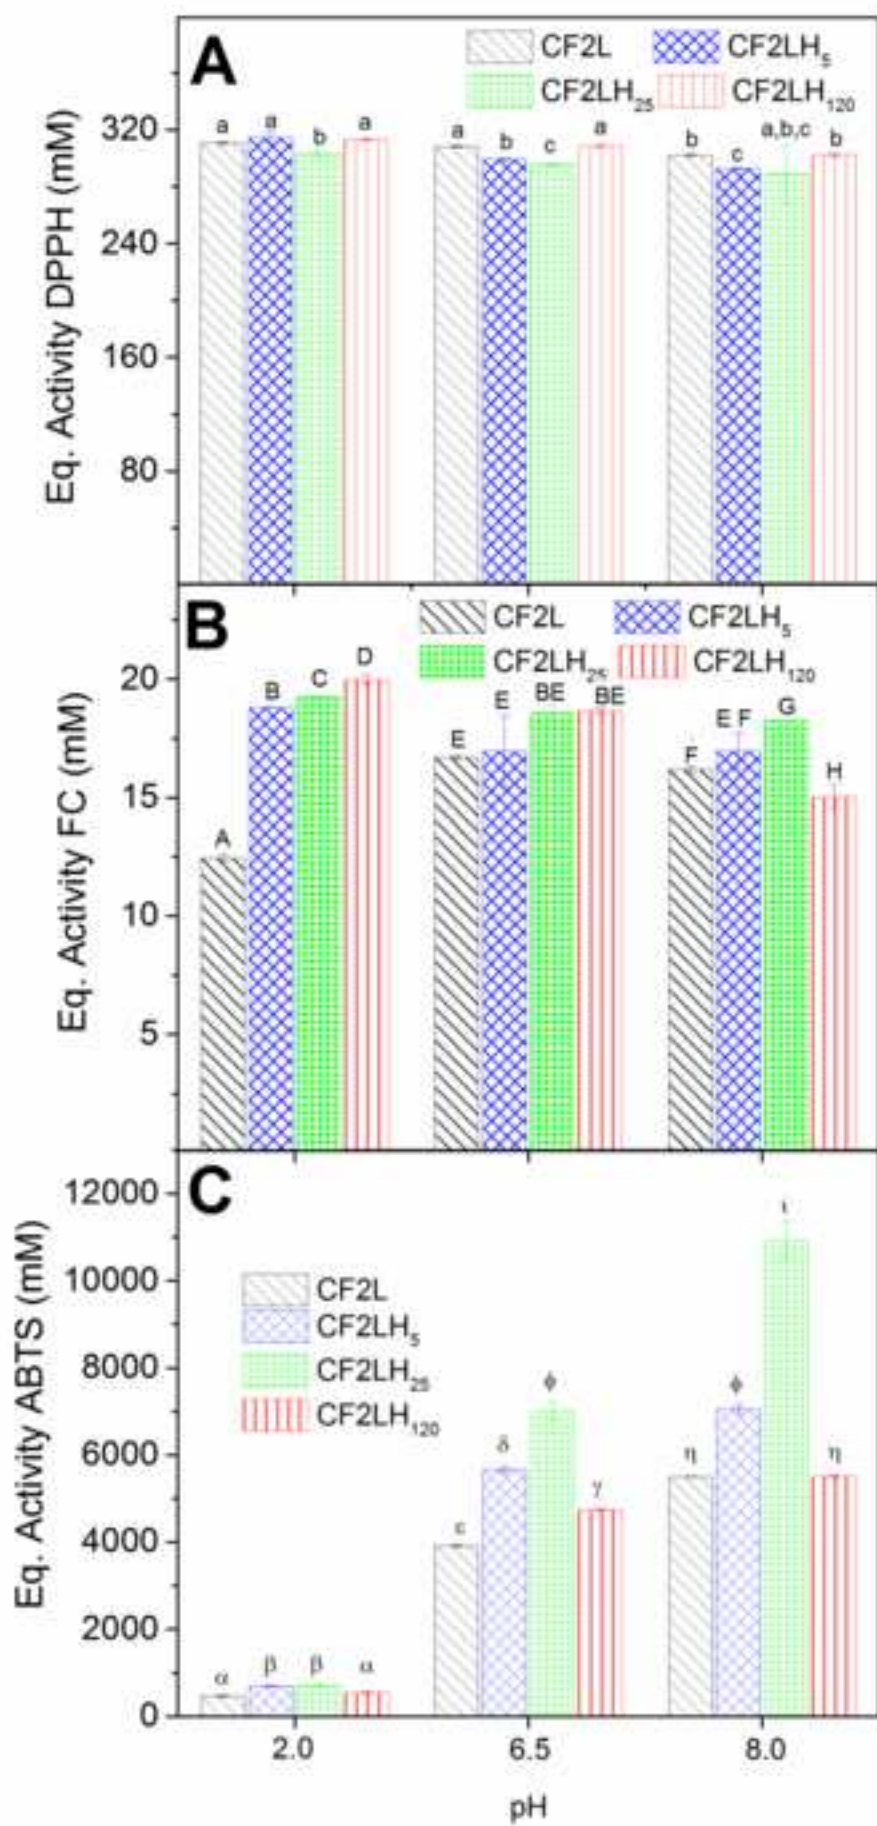 A
CF2L CF2LH5
CF2LH25 CF2LH120
Eq. Activity DPPH (mM)
320
240
160
80
a a b a a b c a b c a,b,c b
B
CF2L CF2LH5
CF2LH25 CF2LH120
Eq. Activity FC (mM)
20
15
10
5
A B C D E E BE BE F E F G H
C
CF2L
CF2LH5
CF2LH25
CF2LH120
Eq. Activity ABTS (mM)
12000
10000
8000
6000
4000
2000
0
α β β α ε δ ϕ γ η ϕ ι η
2.0 6.5 8.0
pH